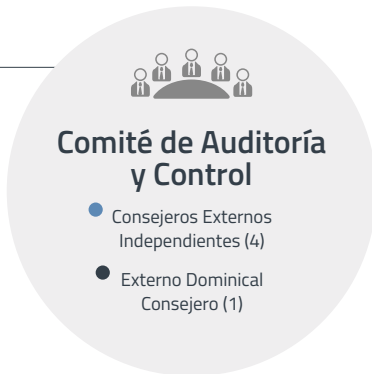 Comité de Auditoría
y Control
Consejeros Externos
Independientes (4)
Externo Dominical
Consejero (1)